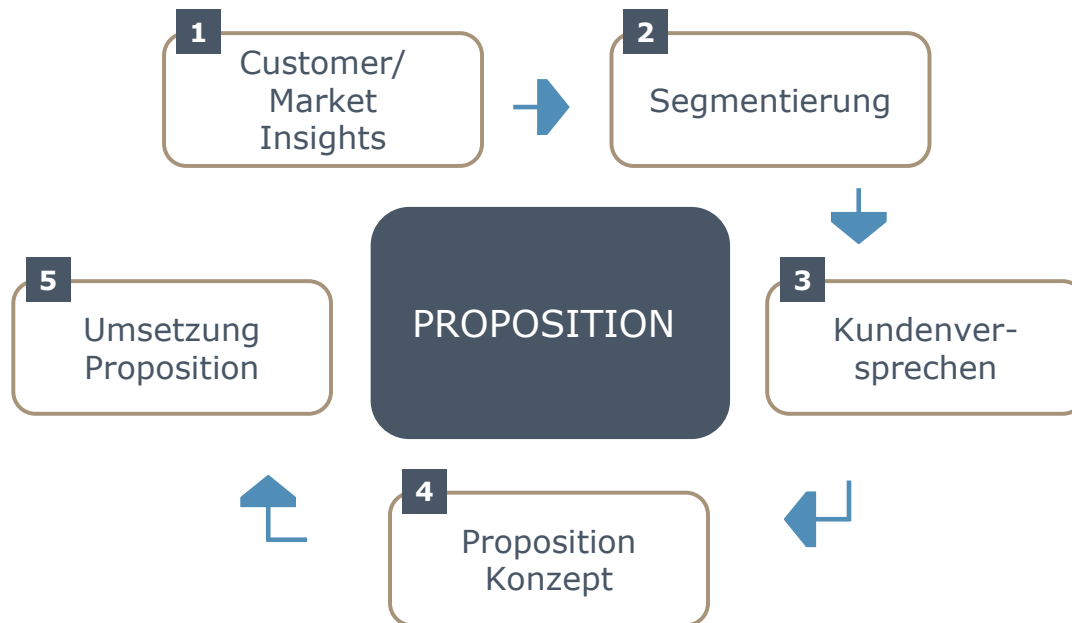 1
Customer/
Market
Insights
2
Segmentierung
3
Kundenver-
sprechen
4
Proposition
Konzept
5
Umsetzung
Proposition
PROPOSITION